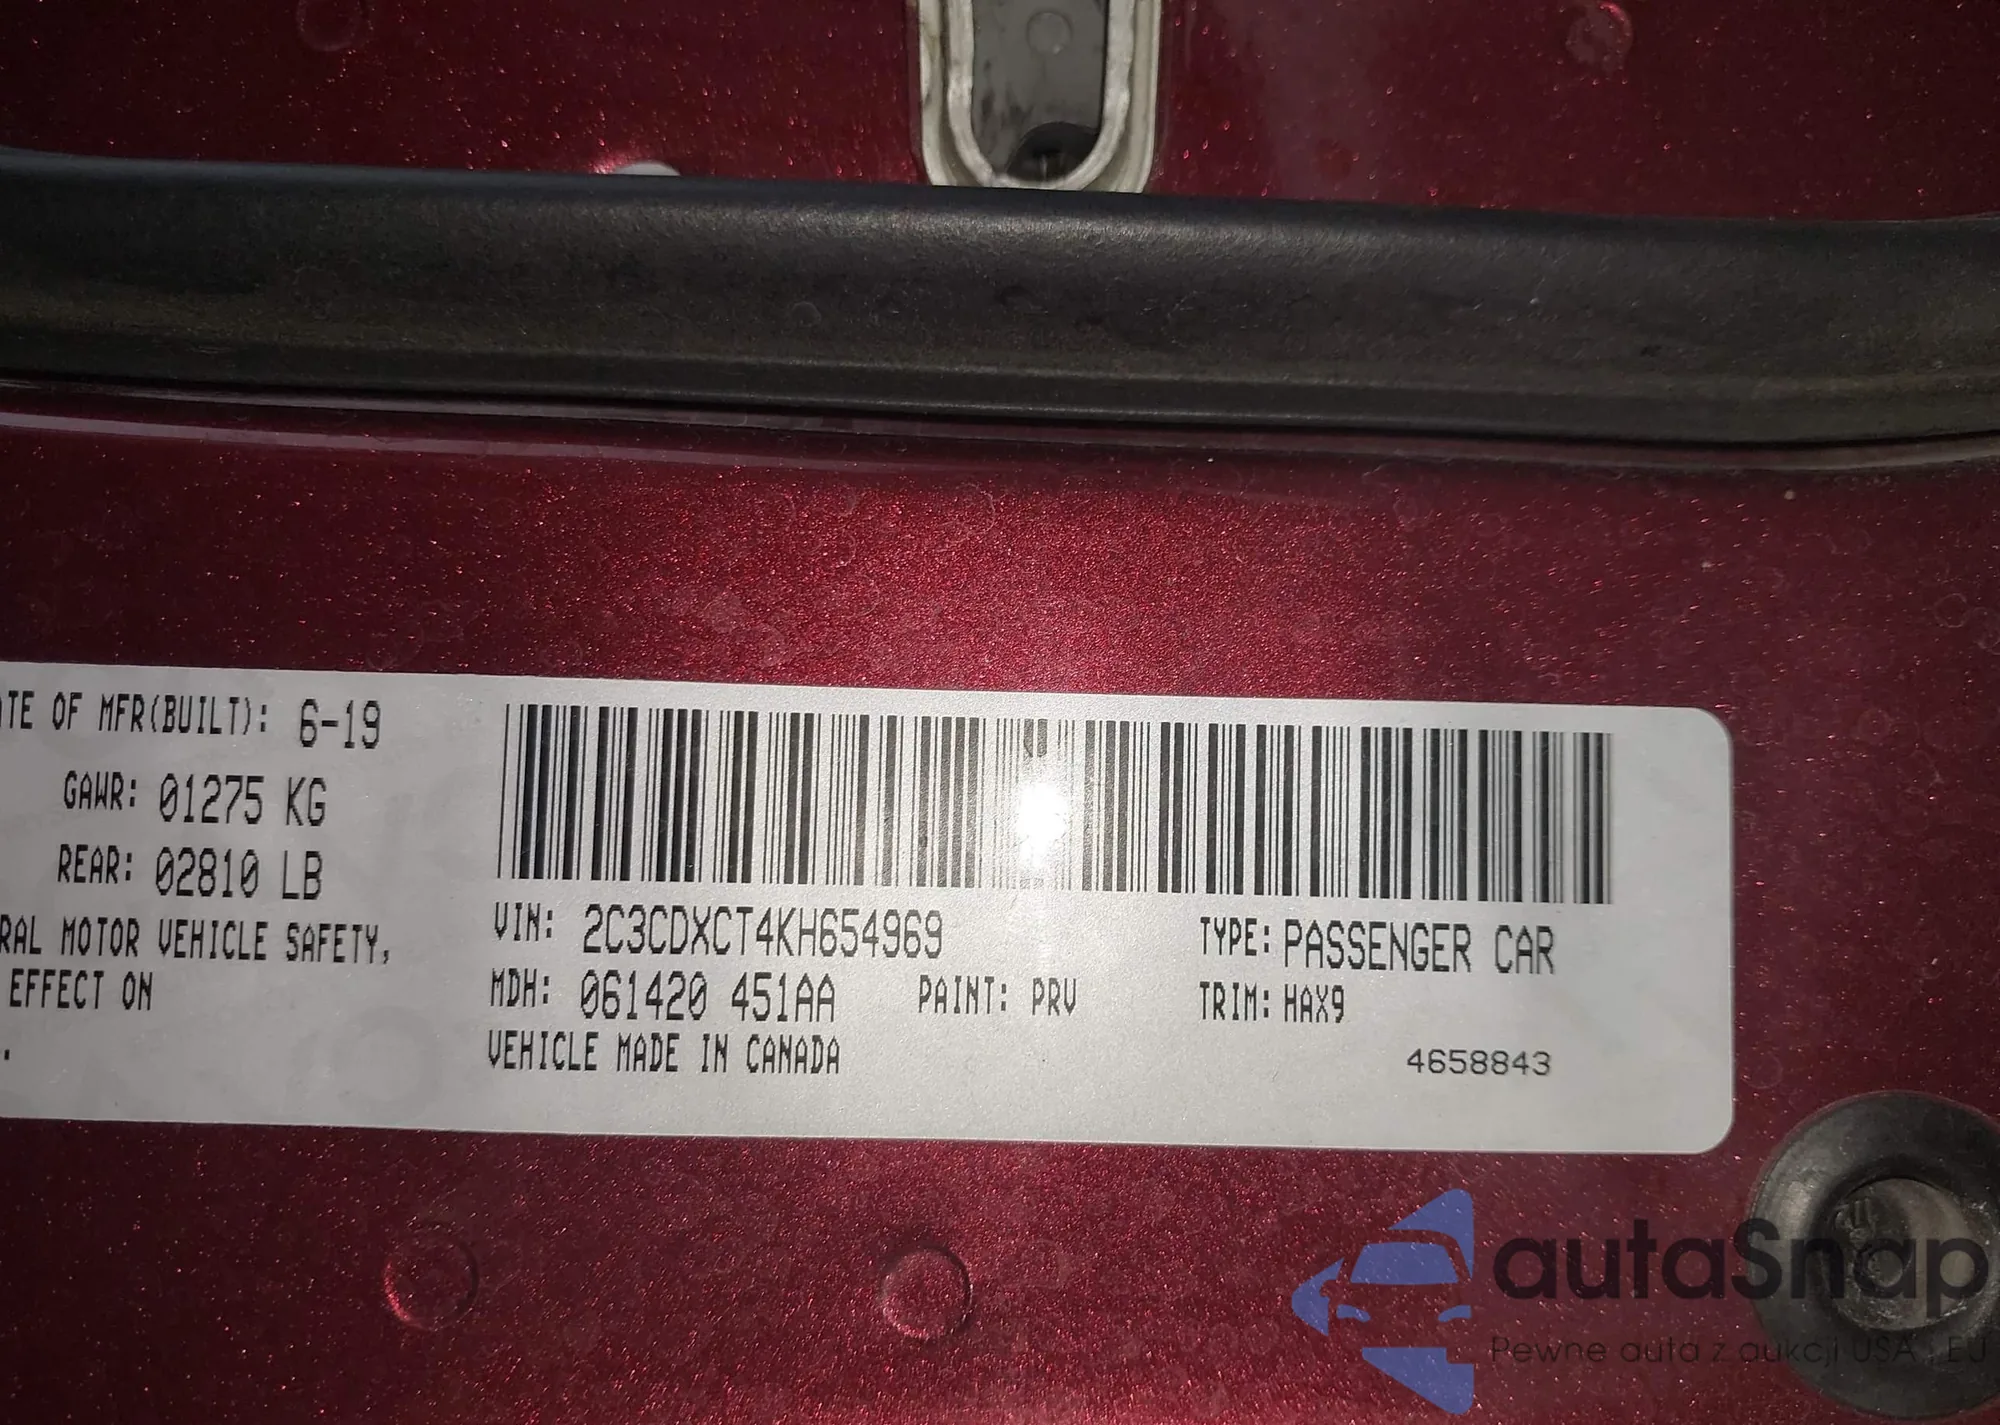 ATE OF MFR(BUILT): 6-19
GAWR: 01275 KG
REAR: 02810 LB
RAL MOTOR VEHICLE SAFETY,
EFFECT ON
.
VIN: 2C3CDXCT4KH654969
TYPE: PASSENGER CAR
MDH: 061420 451AA
PAINT: PRV
TRIM: HAX9
VEHICLE MADE IN CANADA
4658843
autaSnap
Pewne auta z aukcji USA i EU